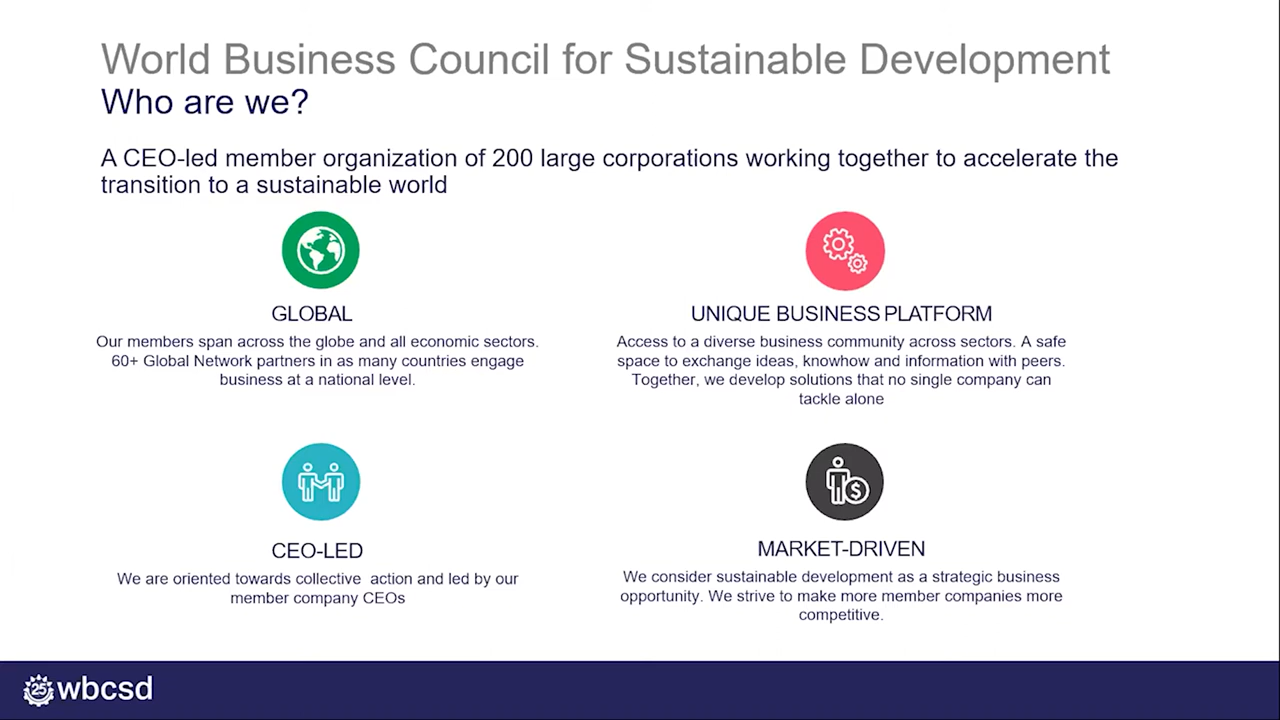 World Business Council for Sustainable Development
Who are we?
A CEO-led member organization of 200 large corporations working together to accelerate the
transition to a sustainable world
GLOBAL
Our members span across the globe and all economic sectors.
60+ Global Network partners in as many countries engage
business at a national level.
UNIQUE BUSINESS PLATFORM
Access to a diverse business community across sectors. A safe
space to exchange ideas, knowhow and information with peers.
Together, we develop solutions that no single company can
tackle alone
CEO-LED
We are oriented towards collective action and led by our
member company CEOs
MARKET-DRIVEN
$
We consider sustainable development as a strategic business
opportunity. We strive to make more member companies more
competitive.
25 wbcsd